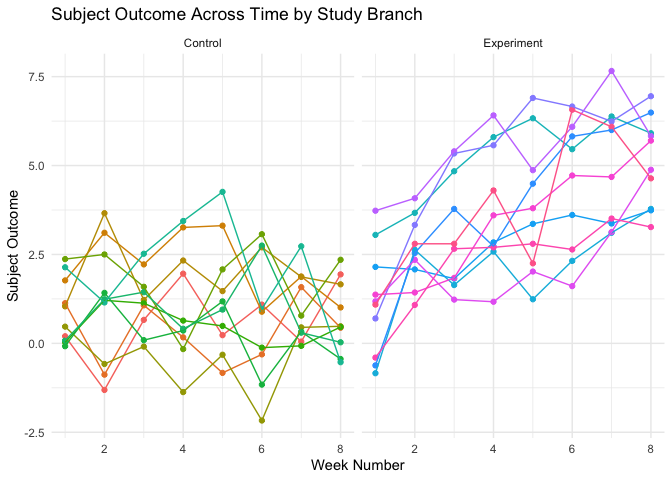 Subject Outcome Across Time by Study Branch
Control
Experiment
7.5
5.0
2.5
0.0
-2.5
Subject Outcome
2 4 6 8
2 4 6 8
Week Number